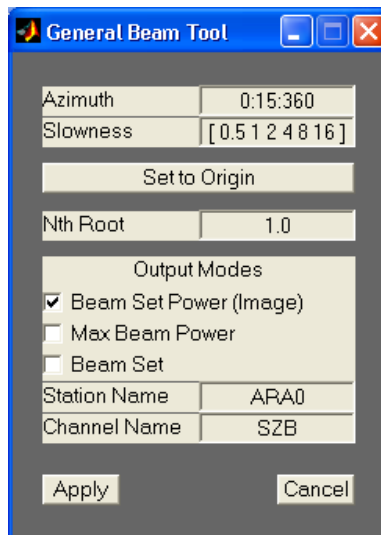 General Beam Tool
Azimuth 0:15:360
Slowness [ 0.5 1 2 4 8 16 ]
Set to Origin
Nth Root 1.0
Output Modes
Beam Set Power (Image)
Max Beam Power
Beam Set
Station Name ARA0
Channel Name SZB
Apply Cancel